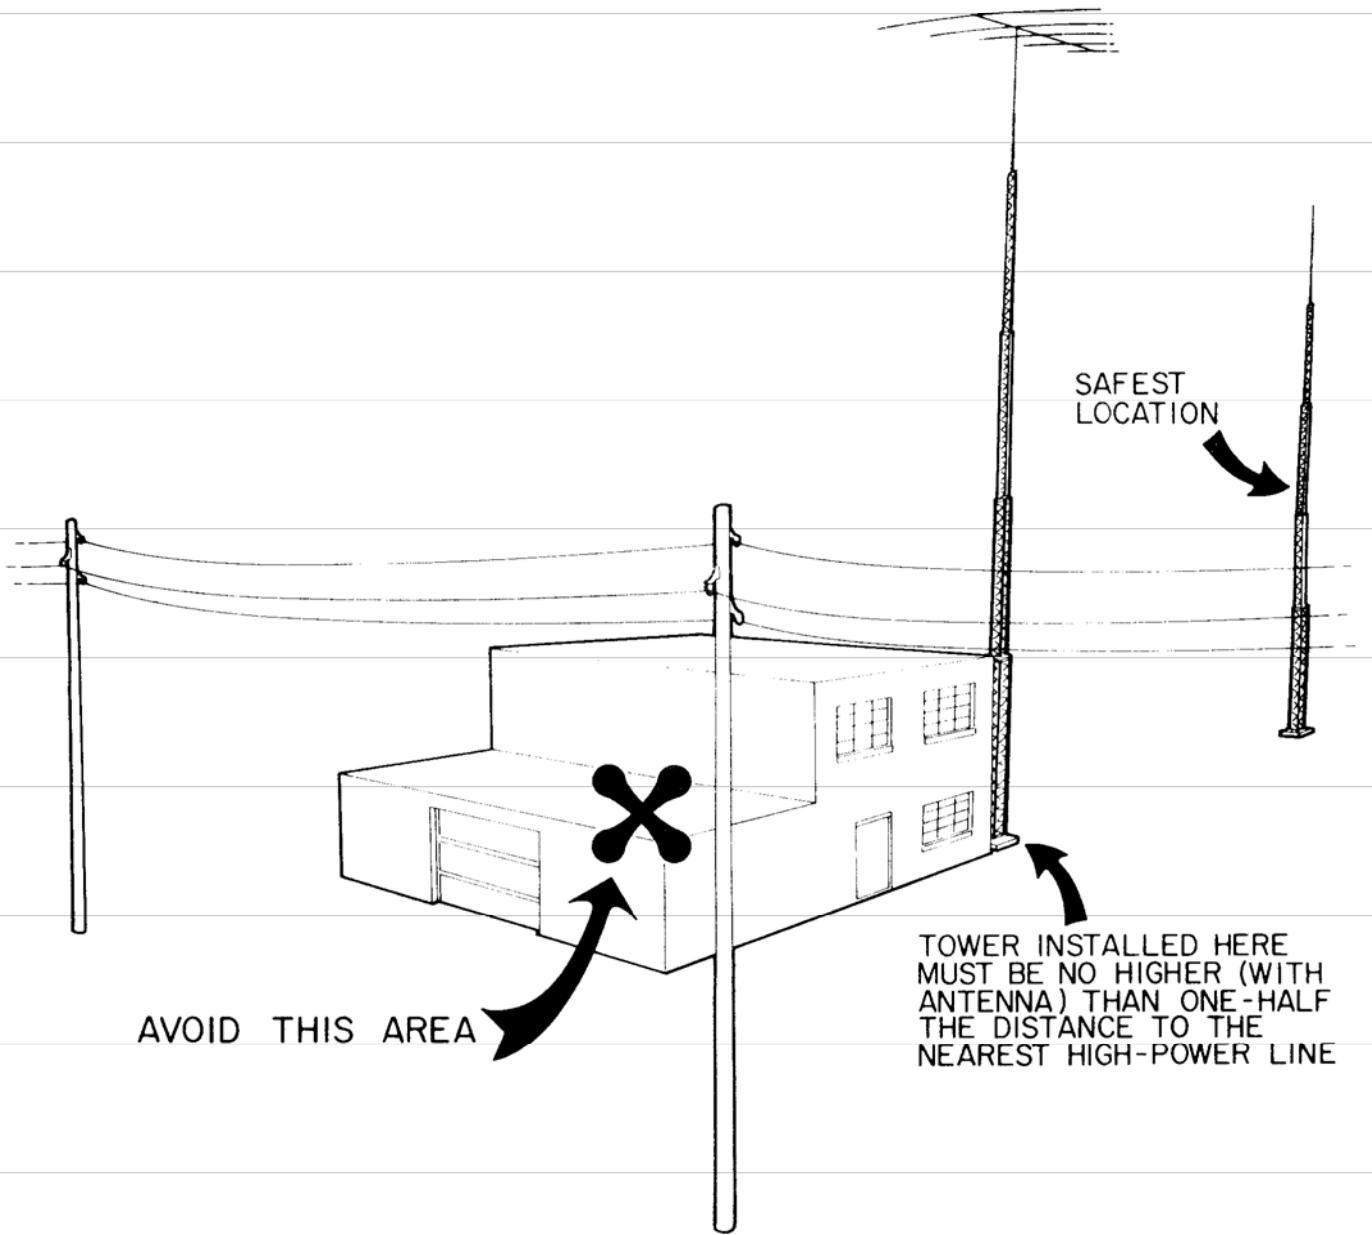 SAFEST
LOCATION
AVOID THIS AREA
TOWER INSTALLED HERE
MUST BE NO HIGHER (WITH
ANTENNA) THAN ONE-HALF
THE DISTANCE TO THE
NEAREST HIGH-POWER LINE